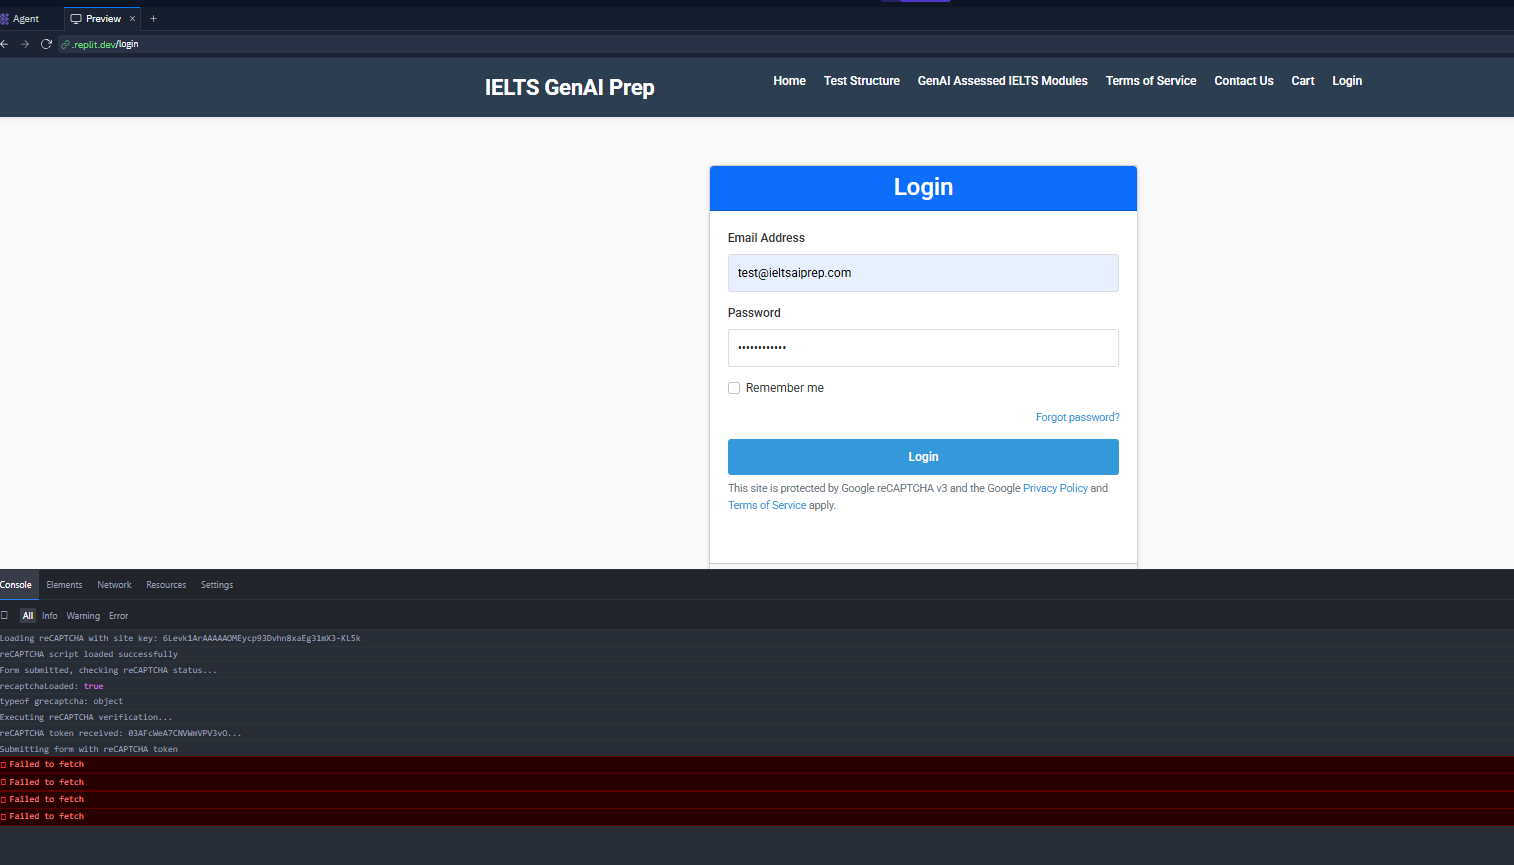 Agent
Preview × +
.replit.dev/login
IELTS GenAI Prep
Home Test Structure GenAI Assessed IELTS Modules Terms of Service Contact Us Cart Login
Login
Email Address
test@ieltsaiprep.com
Password
••••••••••••
Remember me
Forgot password?
Login
This site is protected by Google reCAPTCHA v3 and the Google Privacy Policy and
Terms of Service apply.
Console Elements Network Resources Settings
All Info Warning Error
Loading reCAPTCHA with site key: 6Levk1ArAAAAAOMEycp93Dvhn8xaEg31mX3-KL5k
reCAPTCHA script loaded successfully
Form submitted, checking reCAPTCHA status...
recaptchaLoaded: true
typeof grecaptcha: object
Executing reCAPTCHA verification...
reCAPTCHA token received: 03AFcWeA7CNVWmVPV3vO...
Submitting form with reCAPTCHA token
Failed to fetch
Failed to fetch
Failed to fetch
Failed to fetch